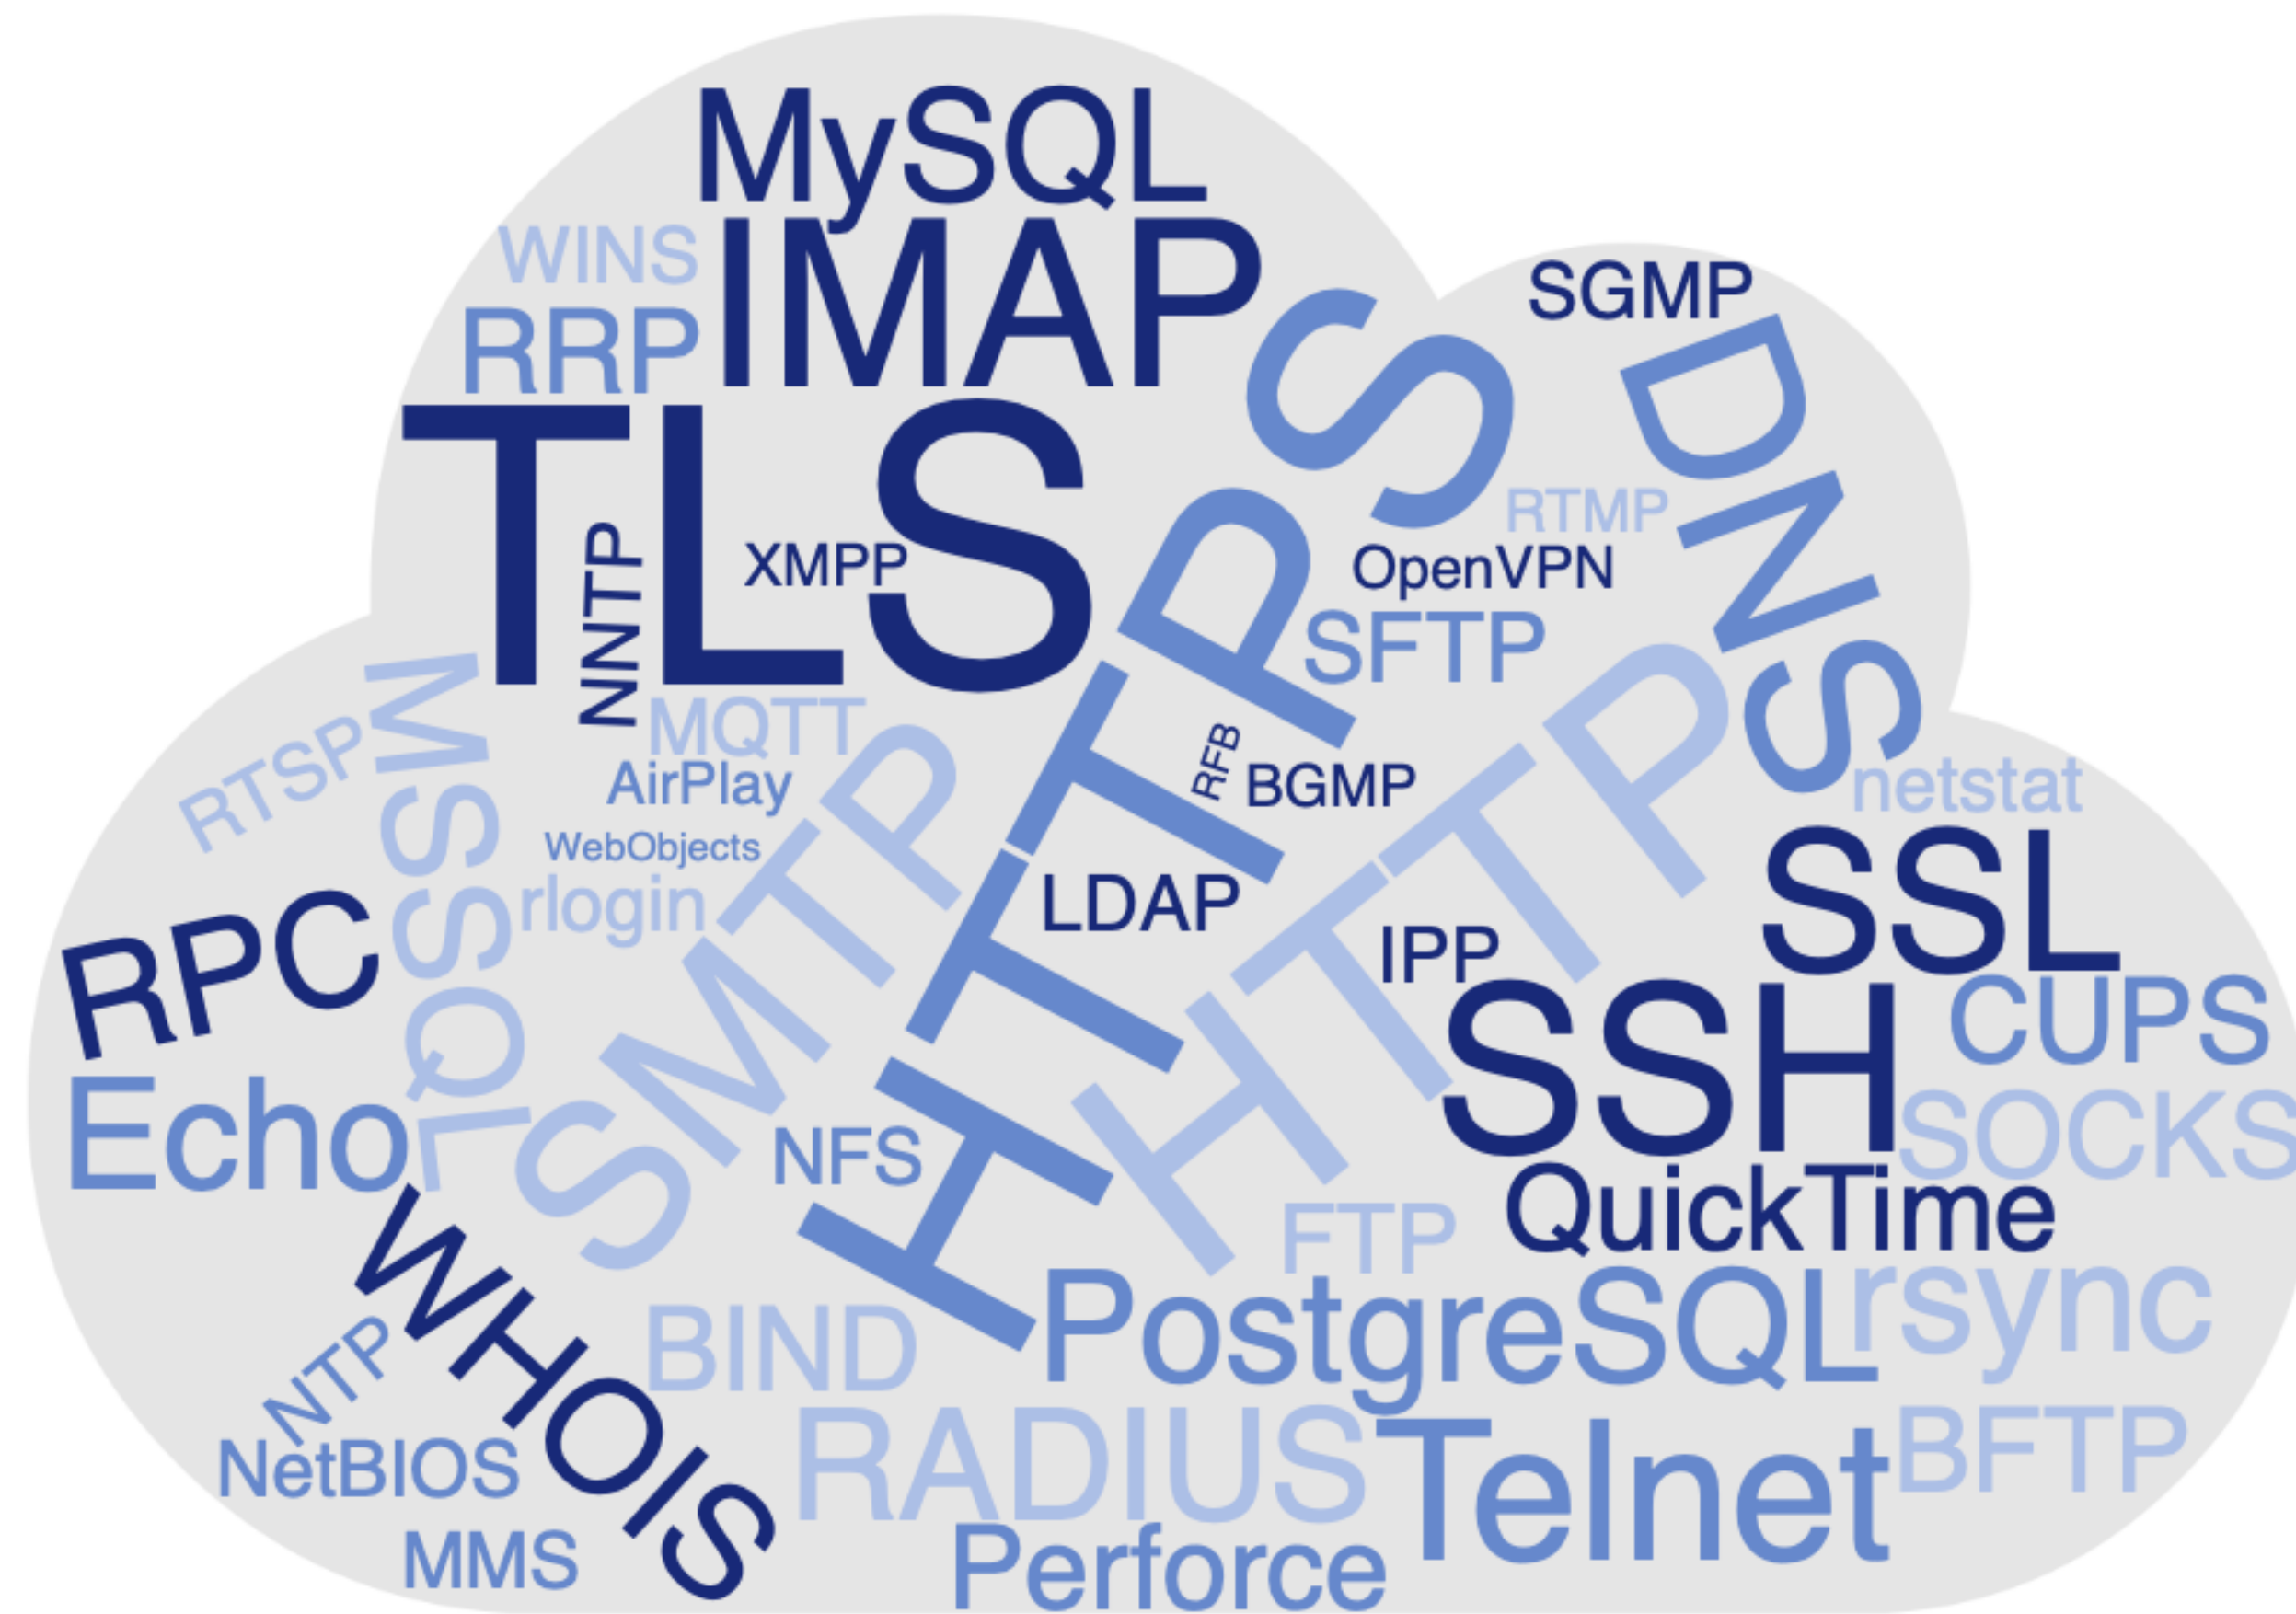 MySQL
WINS
IMAP
SGMP
RRP
TLS
HTTPS
DNS
RTMP
NNTP
XMPP
OpenVPN
SFTP
MSSQL
MQTT
RTSP
AirPlay
RFB
BGMP
HTTP
netstat
WebObjects
SMTP
rlogin
LDAP
SSL
RPC
IPP
SSH
CUPS
Echo
SOCKS
NFS
QuickTime
FTP
WHOIS
PostgreSQL
rsync
BIND
NTP
RADIUS
Telnet
BFTP
NetBIOS
MMS
Perforce